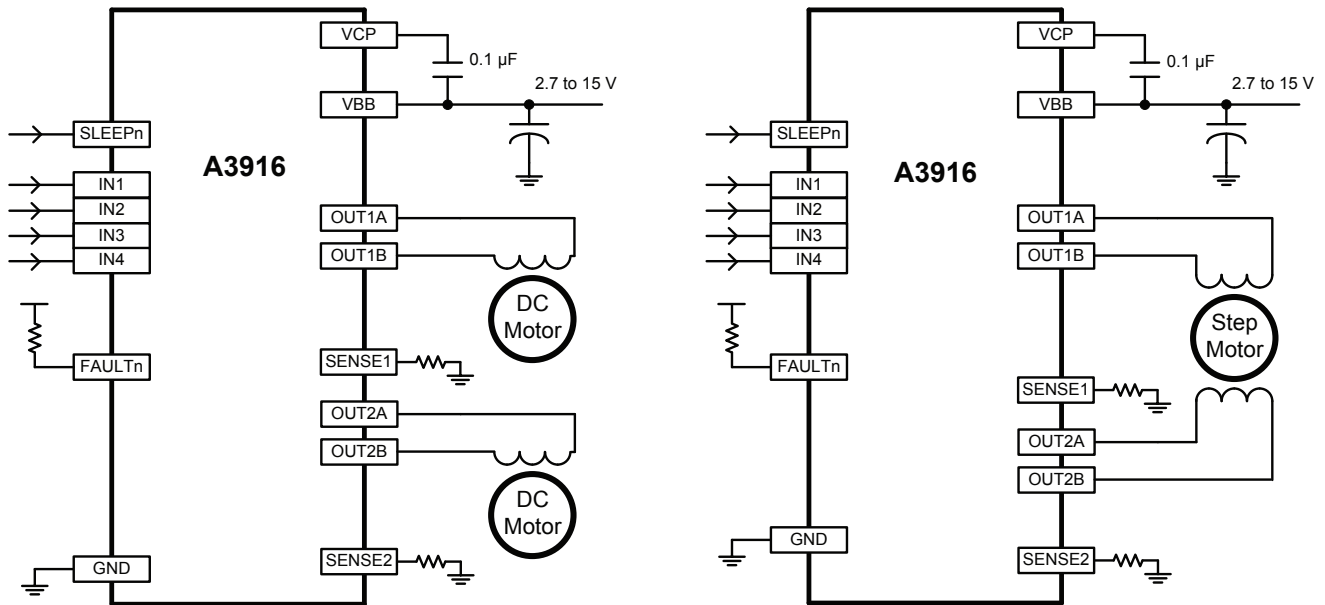 VCP
0.1 µF
2.7 to 15 V
VBB
SLEEPn
A3916
IN1
IN2
IN3
IN4
OUT1A
OUT1B
DC
Motor
FAULTn
SENSE1
OUT2A
OUT2B
DC
Motor
GND
SENSE2
VCP
0.1 µF
2.7 to 15 V
VBB
SLEEPn
A3916
IN1
IN2
IN3
IN4
OUT1A
OUT1B
Step
Motor
FAULTn
SENSE1
OUT2A
OUT2B
GND
SENSE2